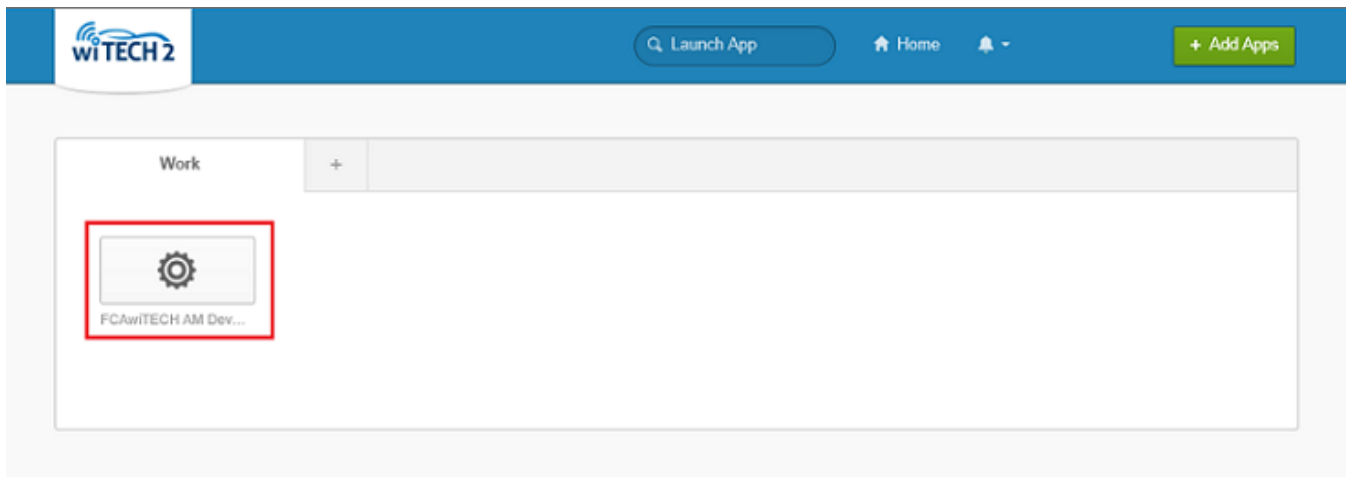 wiTECH 2
Launch App
Home
+ Add Apps
Work
+
FCAwiTECH AM Dev...